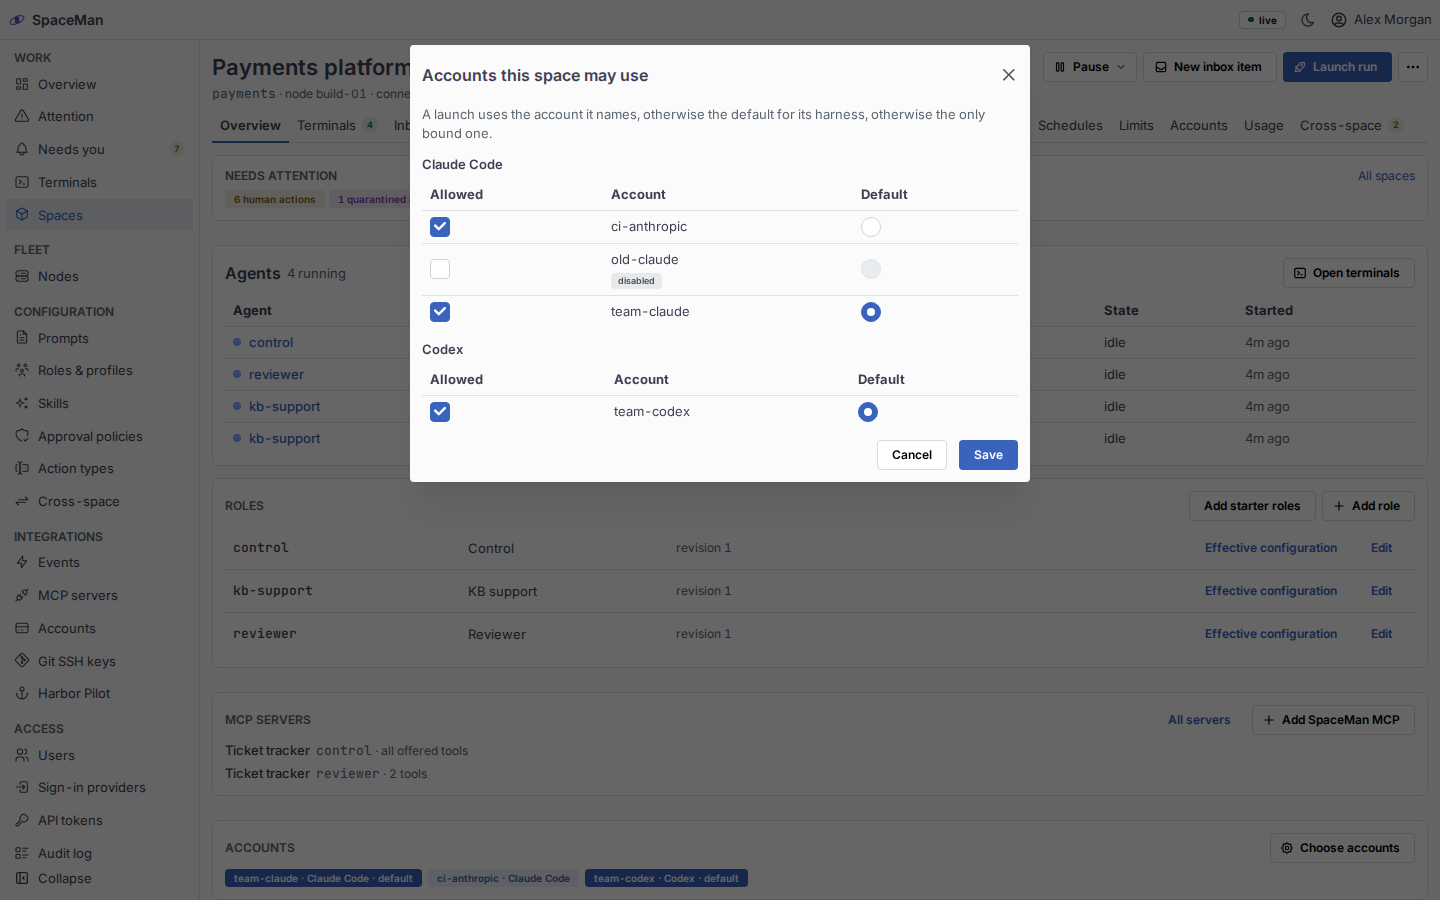 SpaceMan
live
Alex Morgan
WORK
Overview
Attention
Needs you 7
Terminals
Spaces
FLEET
Nodes
CONFIGURATION
Prompts
Roles & profiles
Skills
Approval policies
Action types
Cross-space
INTEGRATIONS
Events
MCP servers
Accounts
Git SSH keys
Harbor Pilot
ACCESS
Users
Sign-in providers
API tokens
Audit log
Collapse
Payments platform
Pause
New inbox item
Launch run
payments · node build-01 · conne
Overview Terminals 4 Inb
Schedules Limits Accounts Usage Cross-space 2
NEEDS ATTENTION
All spaces
6 human actions 1 quarantined
Agents 4 running
Open terminals
Agent State Started
control idle 4m ago
reviewer idle 4m ago
kb-support idle 4m ago
kb-support idle 4m ago
Accounts this space may use
A launch uses the account it names, otherwise the default for its harness, otherwise the only
bound one.
Claude Code
Allowed Account Default
ci-anthropic
old-claude
disabled
team-claude
Codex
Allowed Account Default
team-codex
Cancel Save
ROLES
Add starter roles Add role
control Control revision 1 Effective configuration Edit
kb-support KB support revision 1 Effective configuration Edit
reviewer Reviewer revision 1 Effective configuration Edit
MCP SERVERS
All servers Add SpaceMan MCP
Ticket tracker control · all offered tools
Ticket tracker reviewer · 2 tools
ACCOUNTS
Choose accounts
team-claude · Claude Code · default ci-anthropic · Claude Code team-codex · Codex · default